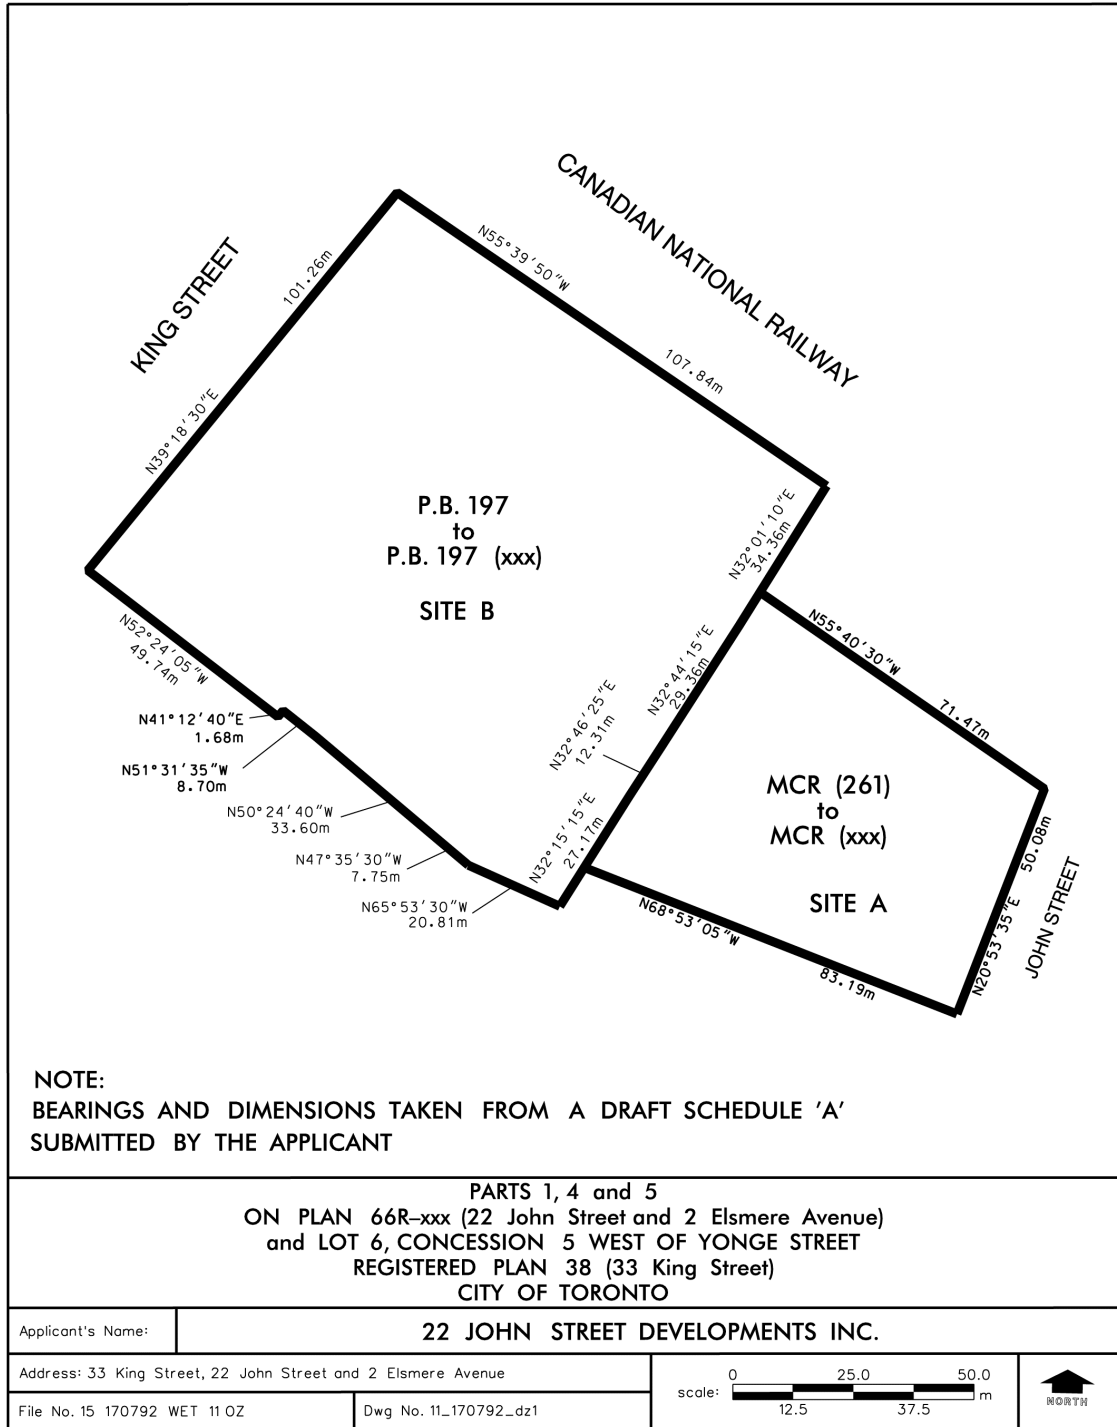 CANADIAN NATIONAL RAILWAY
KING STREET
N55°39'50"W
107.84m
101.26m
N39°18'30"E
P.B. 197
to
P.B. 197 (xxx)
SITE B
N32°01'10"E
34.36m
N52°24'05"W
49.74m
N41°12'40"E
1.68m
N51°31'35"W
8.70m
N50°24'40"W
33.60m
N47°35'30"W
7.75m
N65°53'30"W
20.81m
N32°44'15"E
29.36m
N32°46'25"E
12.31m
N32°15'15"E
27.17m
N55°40'30"W
71.47m
MCR (261)
to
MCR (xxx)
SITE A
50.08m
N20°53'35"E
JOHN STREET
N68°53'05"W
83.19m
NOTE:
BEARINGS AND DIMENSIONS TAKEN FROM A DRAFT SCHEDULE 'A'
SUBMITTED BY THE APPLICANT
PARTS 1, 4 and 5
ON PLAN 66R-xxx (22 John Street and 2 Elsmere Avenue)
and LOT 6, CONCESSION 5 WEST OF YONGE STREET
REGISTERED PLAN 38 (33 King Street)
CITY OF TORONTO
Applicant's Name: 22 JOHN STREET DEVELOPMENTS INC.
Address: 33 King Street, 22 John Street and 2 Elsmere Avenue
File No. 15 170792 WET 11 OZ
Dwg No. 11_170792_dz1
0 25.0 50.0
scale: m
12.5 37.5
NORTH